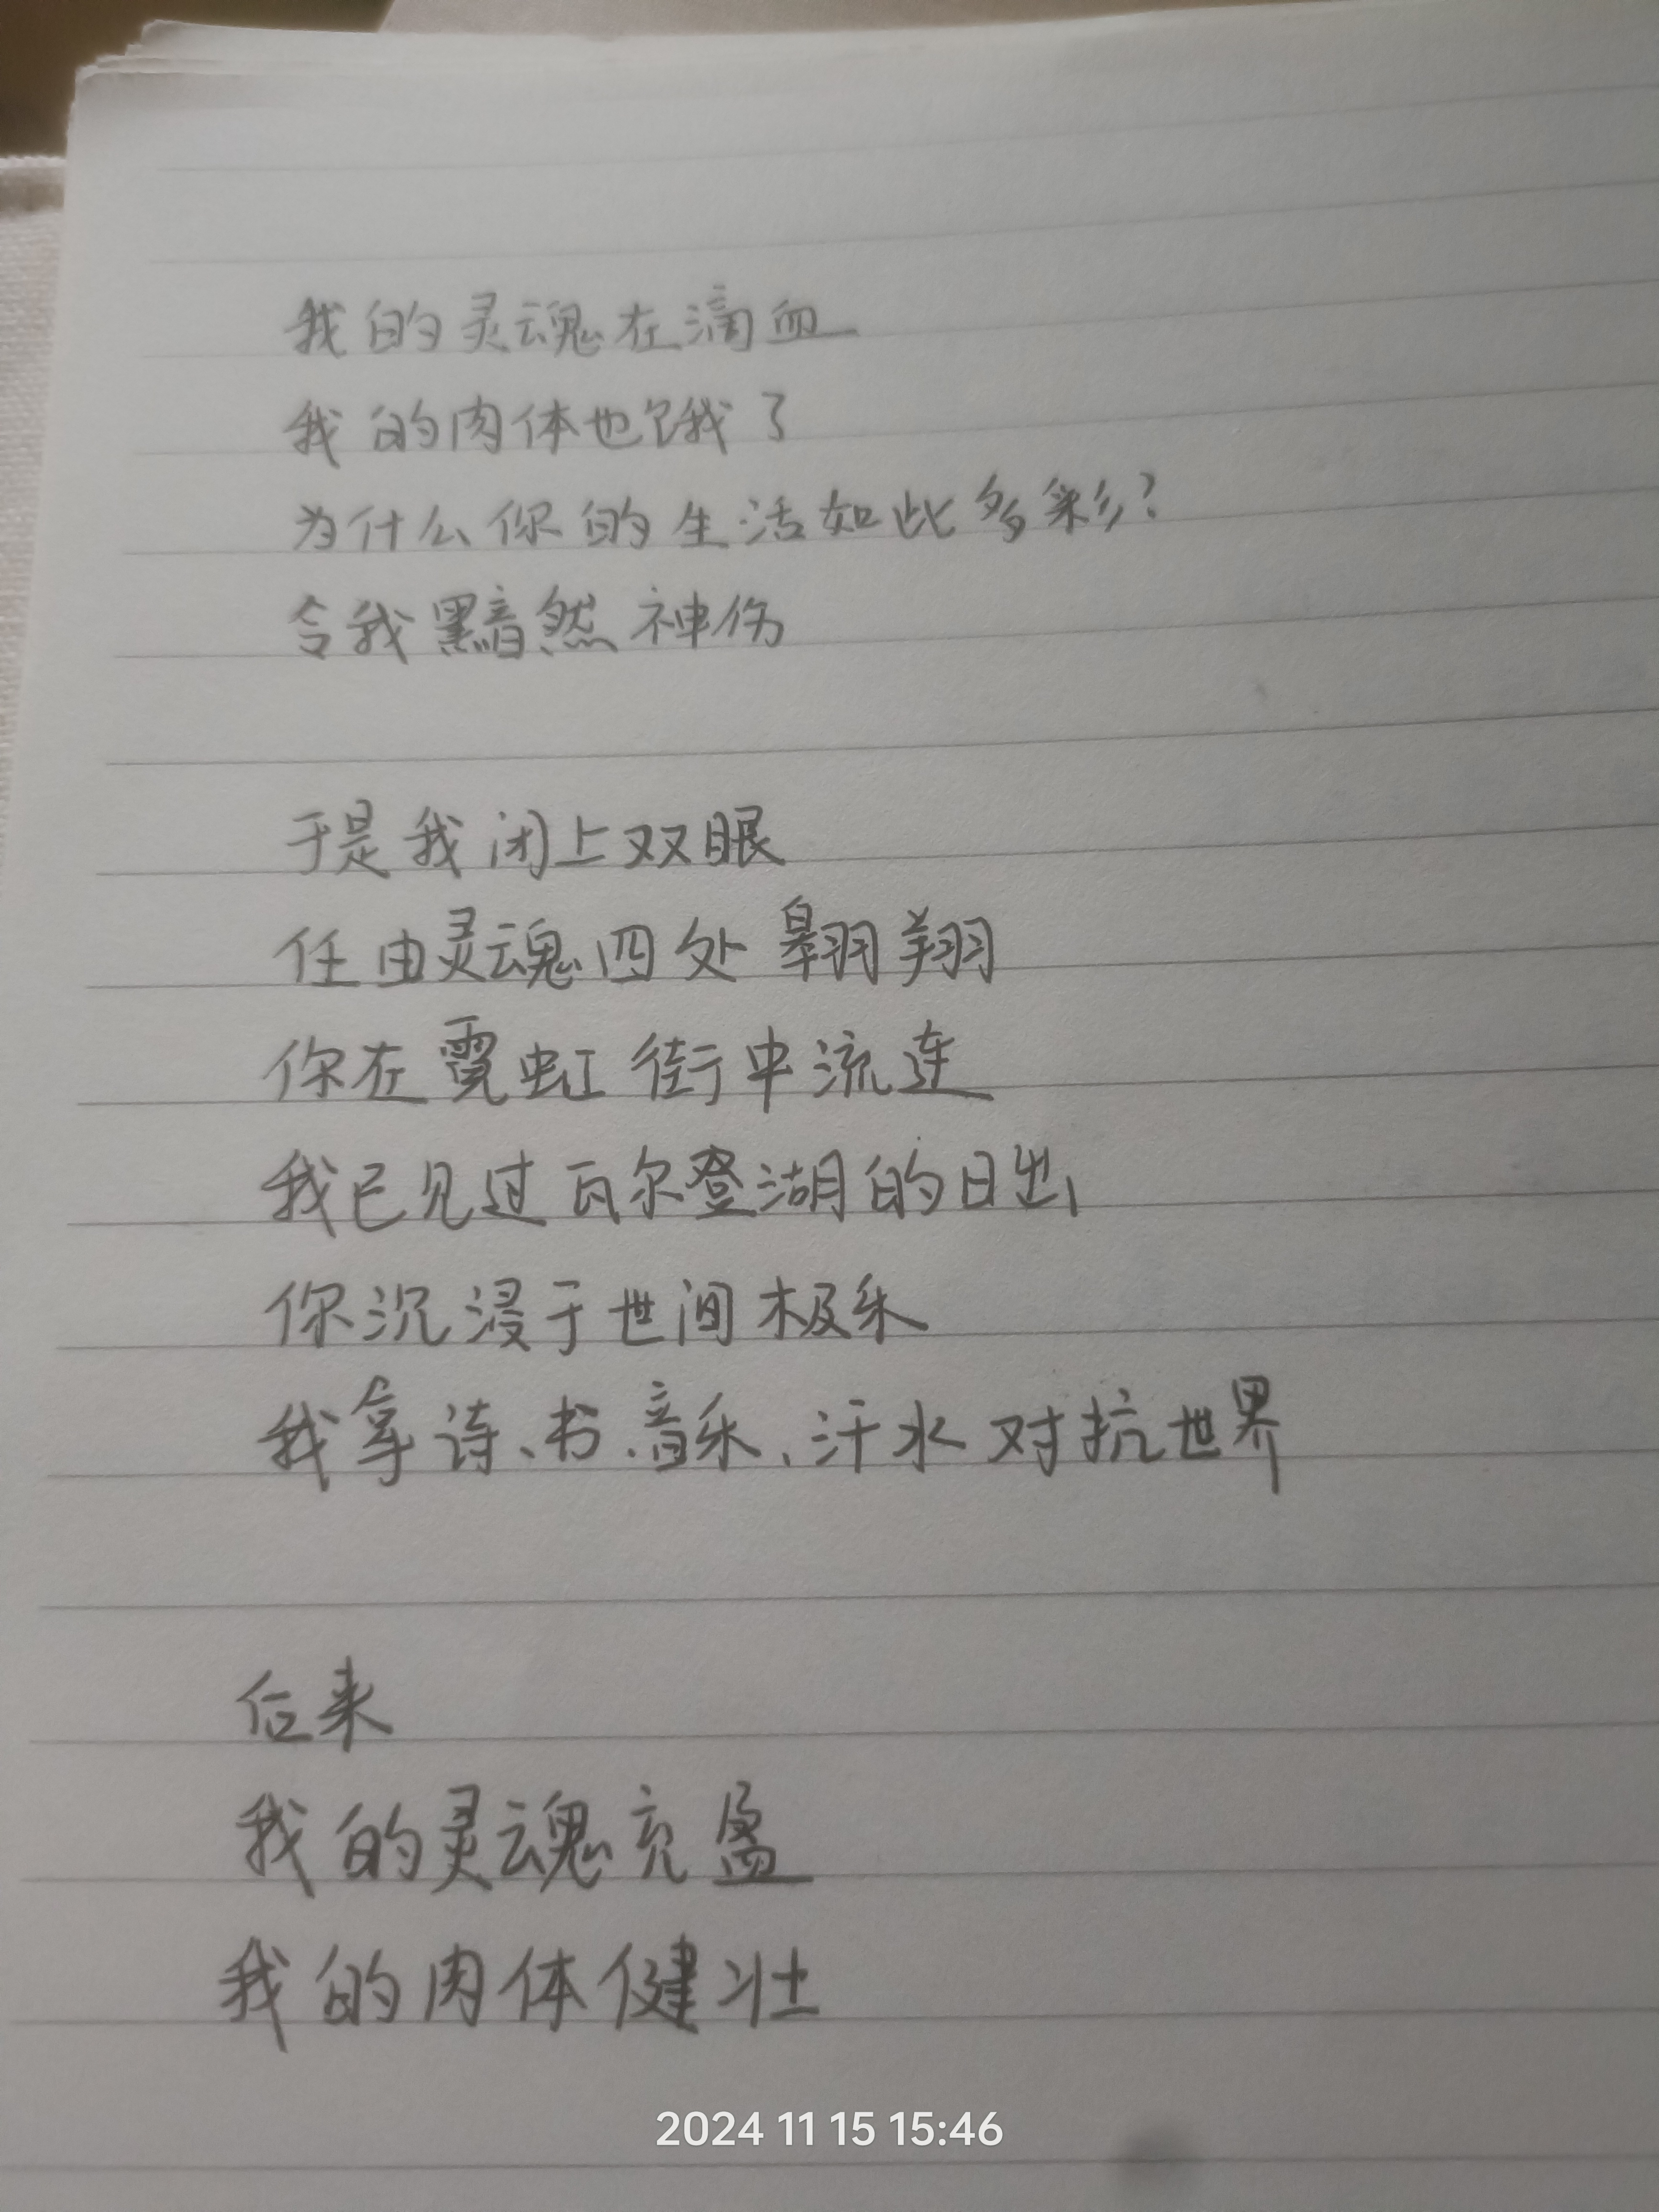 我的灵魂在滴血
我的肉体也饿了
为什么你的生活如此多彩?
令我黯然神伤
于是我闭上双眼
任由灵魂四处翱翔
你在霓虹街中流连
我已见过瓦尔登湖的日出
你沉浸于世间极乐
我拿诗、书、音乐、汗水对抗世界
后来
我的灵魂充盈
我的肉体健壮
2024 11 15 15:46